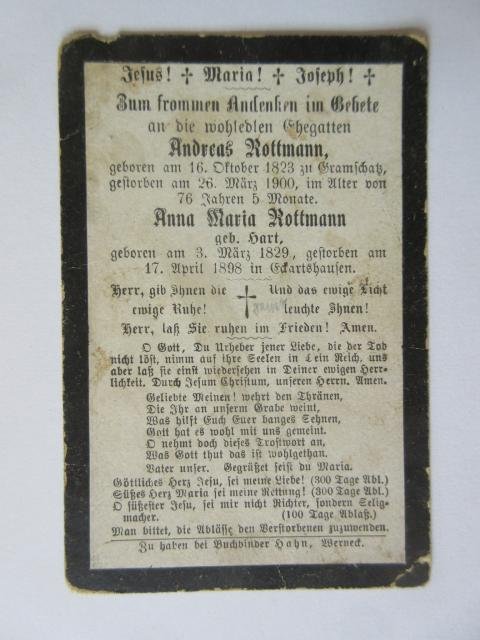 Jesus! ✝ Maria! ✝ Joseph! ✝
Zum frommen Andenken im Gebete
an die wohledlen Ehegatten
Andreas Rottmann,
geboren am 16. Oktober 1823 zu Gramschatz,
gestorben am 26. März 1900, im Alter von
76 Jahren 5 Monate.
Anna Maria Rottmann
geb. Hart,
geboren am 3. März 1829, gestorben am
17. April 1898 in Eckartshausen.
Herr, gib Ihnen die
ewige Ruhe!
Und das ewige Licht
leuchte Ihnen!
Herr, laß Sie ruhen im Frieden! Amen.
O Gott, Du Urheber jener Liebe, die der Tod
nicht löst, nimm auf ihre Seelen in Dein Reich, uns
aber laß sie einst wiedersehen in Deiner ewigen Herr-
lichkeit. Durch Jesum Christum, unseren Herrn. Amen.
Geliebte Meinen! wehrt den Thränen,
Die Ihr an unserm Grabe weint,
Was hilft Euch Euer banges Sehnen,
Gott hat es wohl mit uns gemeint.
O nehmt doch dieses Trostwort an,
Was Gott thut das ist wohlgethan.
Vater unser. Gegrüßet seist du Maria.
Göttliches Herz Jesu, sei meine Liebe! (300 Tage Abl.)
Süßes Herz Maria sei meine Rettung! (300 Tage Abl.)
O süßester Jesu, sei mir nicht Richter, sondern Selig-
macher. (100 Tage Ablaß.)
Man bittet, die Ablässe den Verstorbenen zuzuwenden.
Zu haben bei Buchbinder Hahn, Werneck.